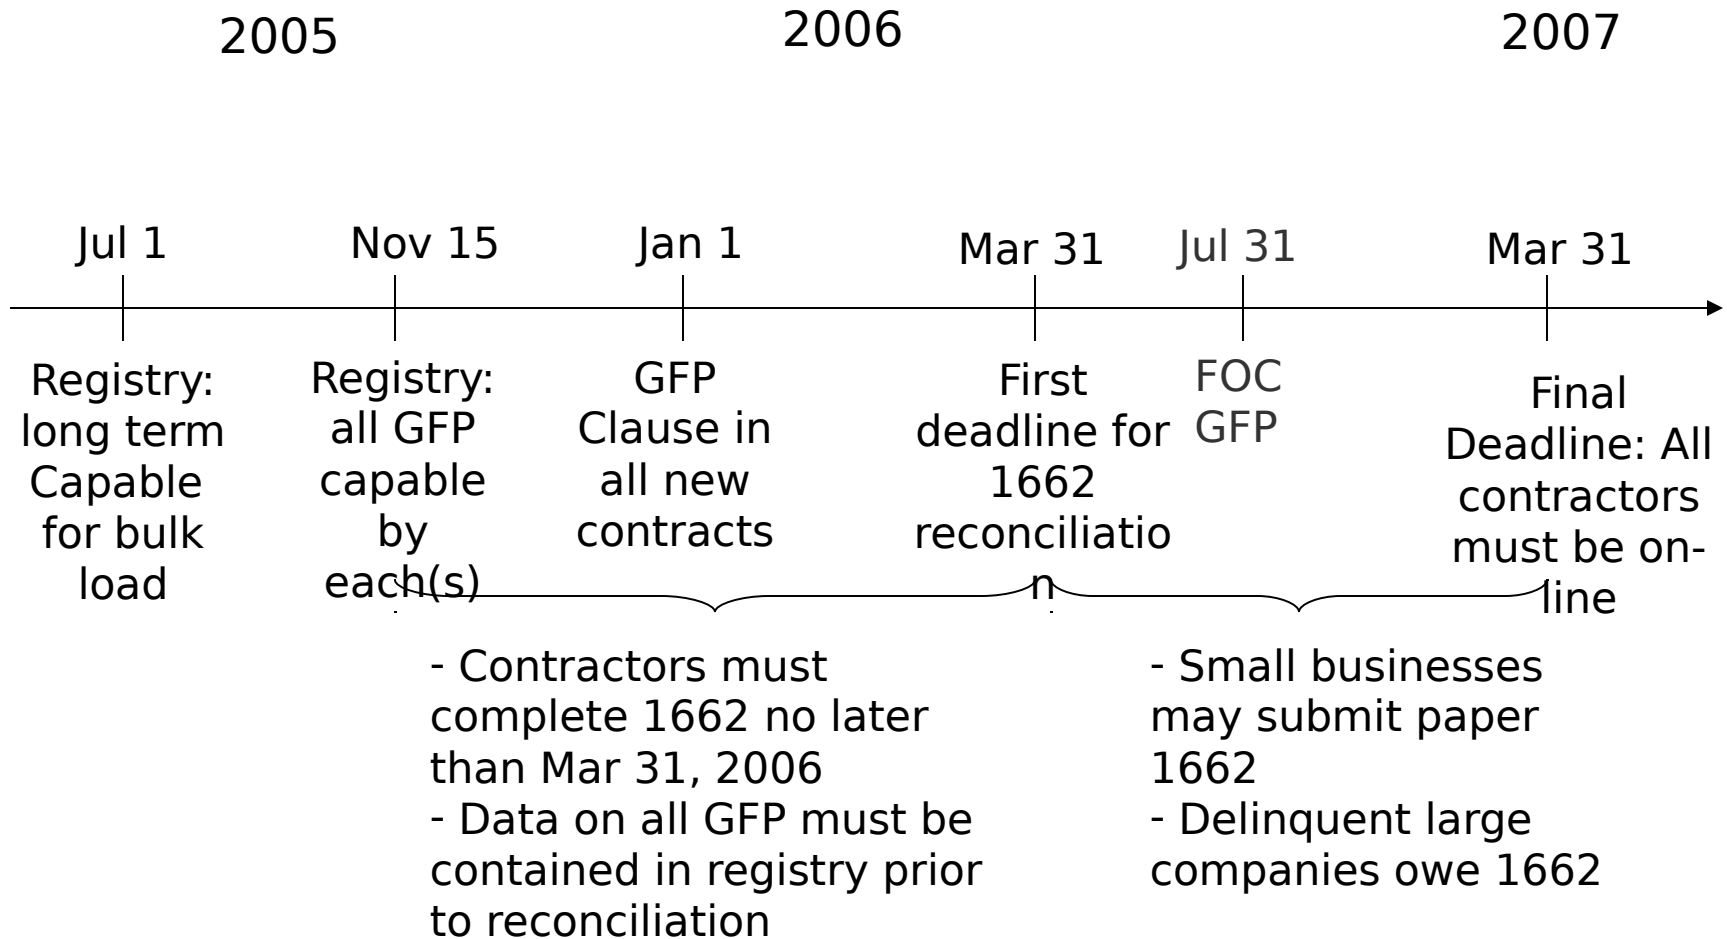 2005
2006
2007
Jul 1
Nov 15
Jan 1
Mar 31
Jul 31
Mar 31
Registry:
long term
Capable
for bulk
load
Registry:
all GFP
capable
by
each(s)
GFP
Clause in
all new
contracts
First
deadline for
1662
reconciliatio
n
FOC
GFP
Final
Deadline: All
contractors
must be on-
line
- Contractors must
complete 1662 no later
than Mar 31, 2006
- Data on all GFP must be
contained in registry prior
to reconciliation
- Small businesses
may submit paper
1662
- Delinquent large
companies owe 1662